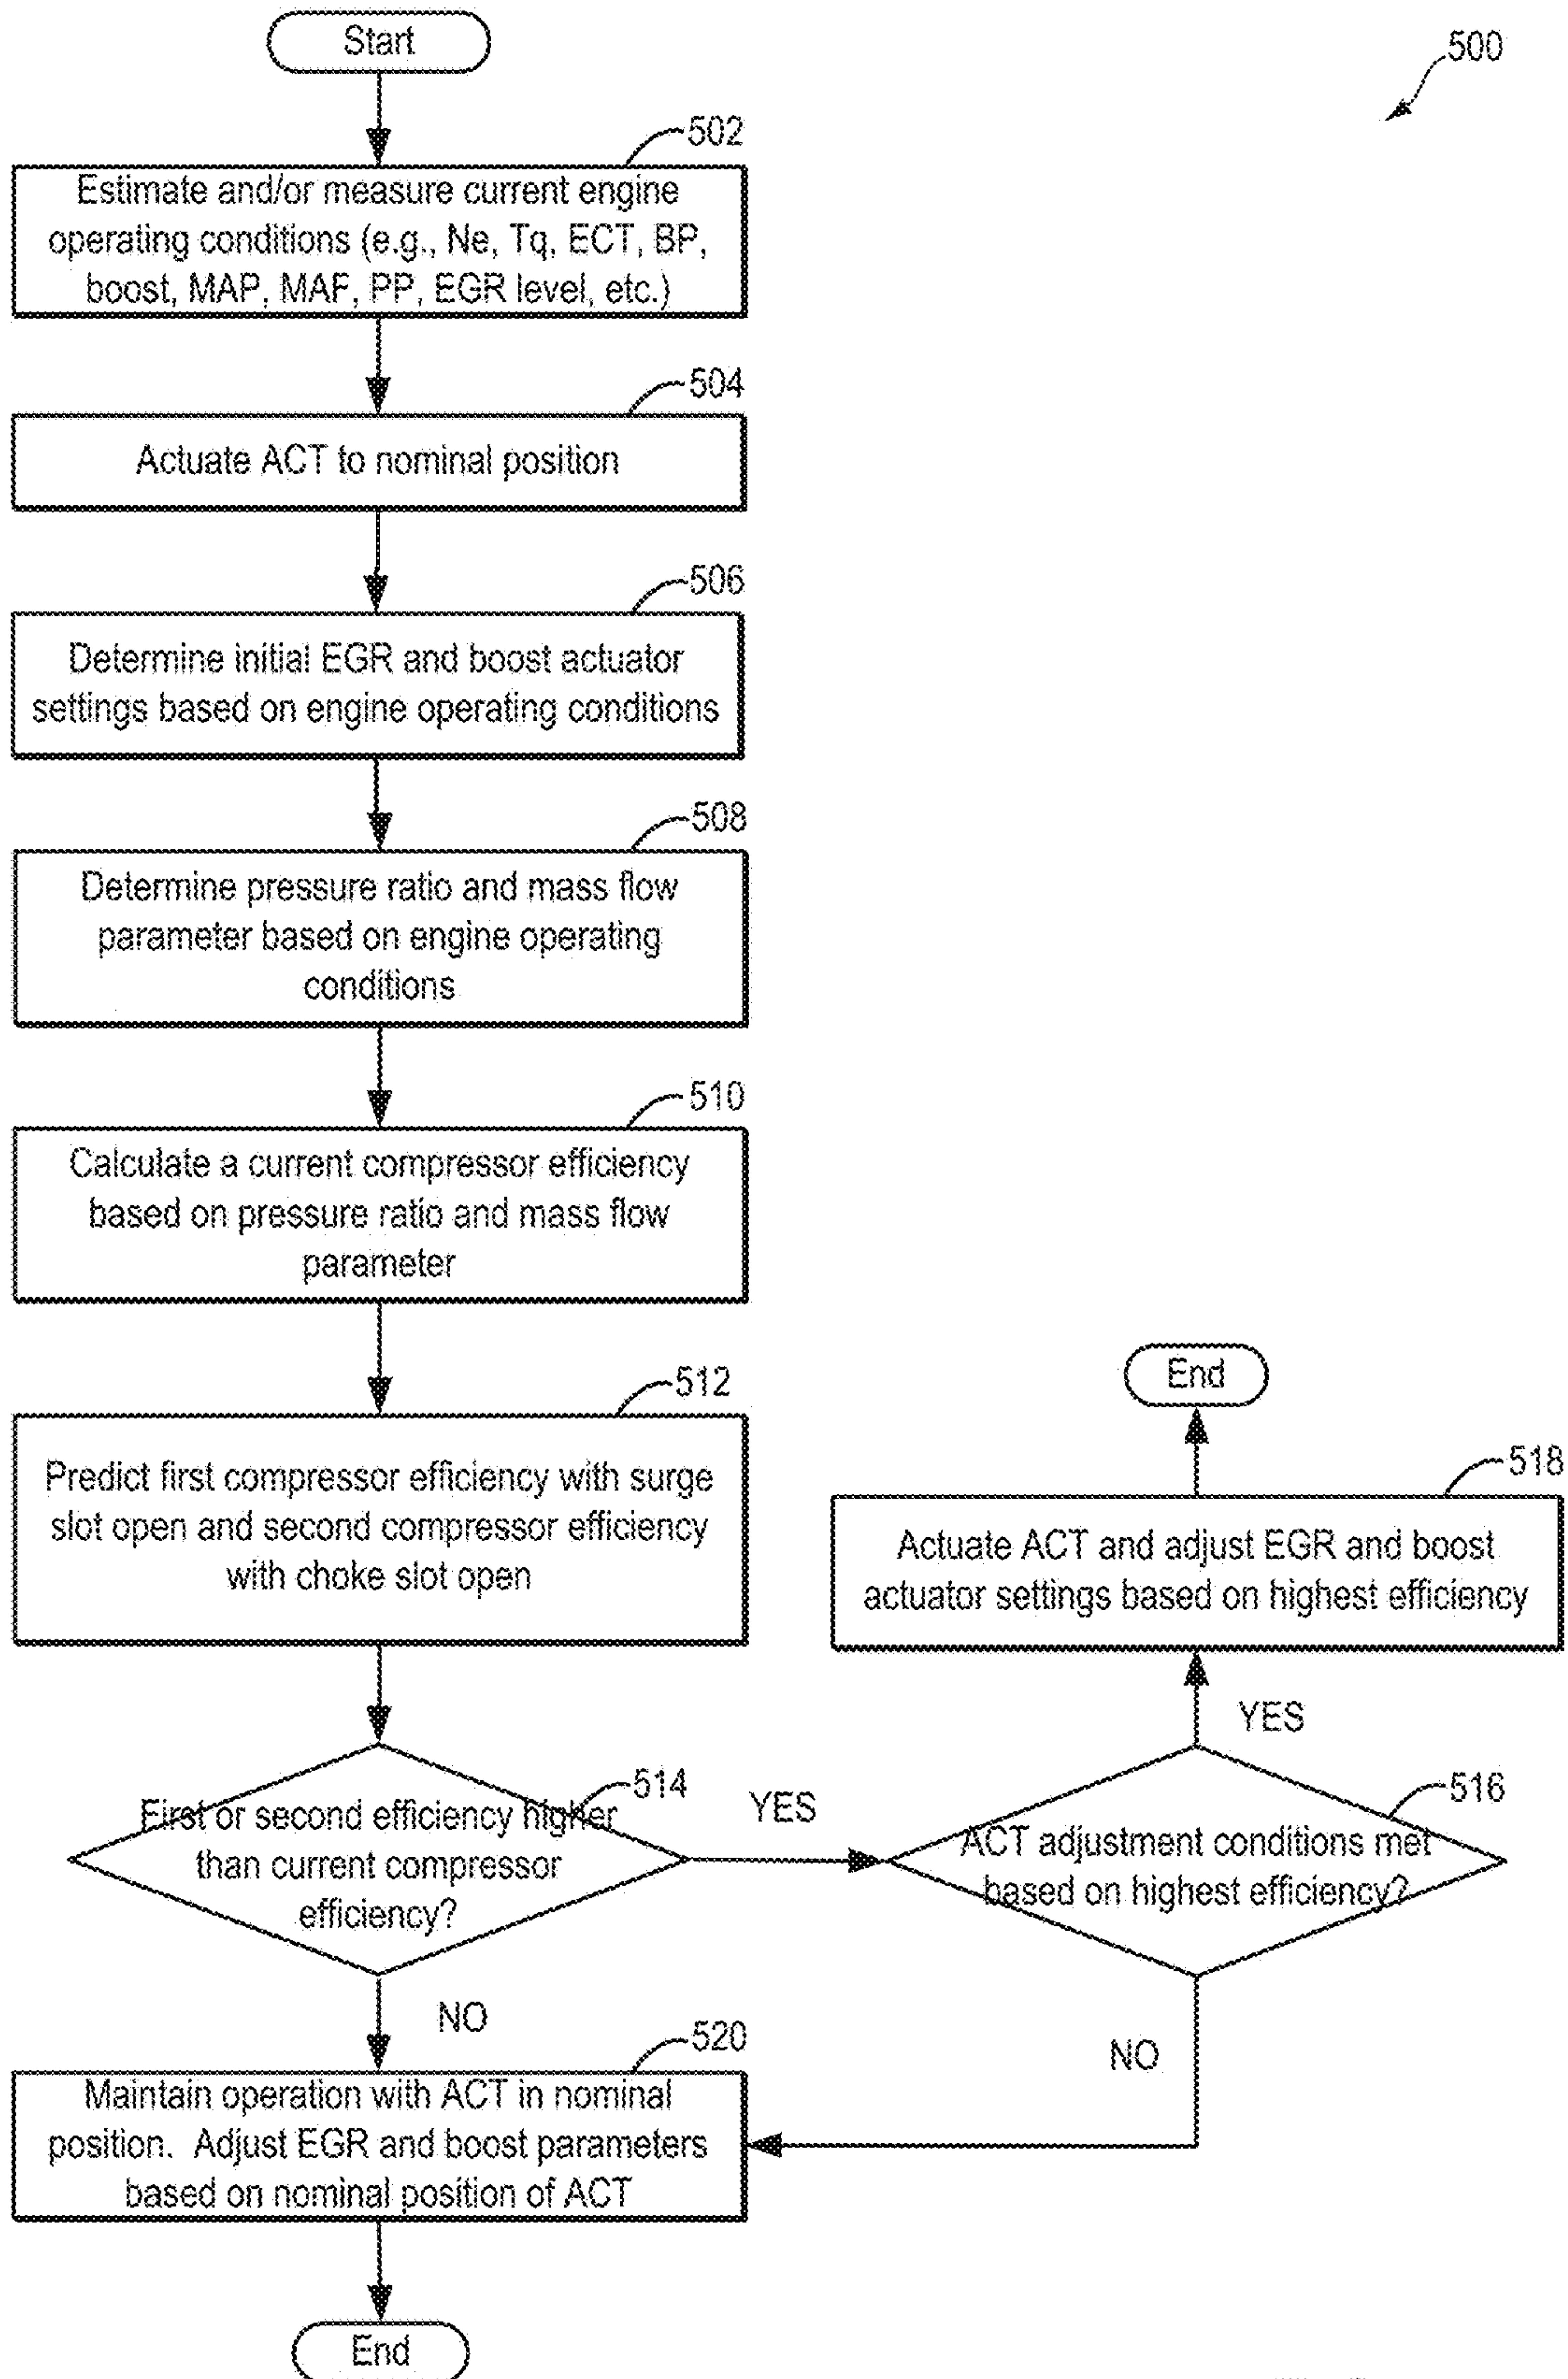 Start
500
502
Estimate and/or measure current engine
operating conditions (e.g., Ne, Tq, ECT, BP,
boost, MAP, MAF, PP, EGR level, etc.)
504
Actuate ACT to nominal position
506
Determine initial EGR and boost actuator
settings based on engine operating conditions
508
Determine pressure ratio and mass flow
parameter based on engine operating
conditions
510
Calculate a current compressor efficiency
based on pressure ratio and mass flow
parameter
512
Predict first compressor efficiency with surge
slot open and second compressor efficiency
with choke slot open
End
518
Actuate ACT and adjust EGR and boost
actuator settings based on highest efficiency
YES
514
First or second efficiency higher
than current compressor
efficiency?
YES
516
ACT adjustment conditions met
based on highest efficiency?
NO
NO
520
Maintain operation with ACT in nominal
position. Adjust EGR and boost parameters
based on nominal position of ACT
End